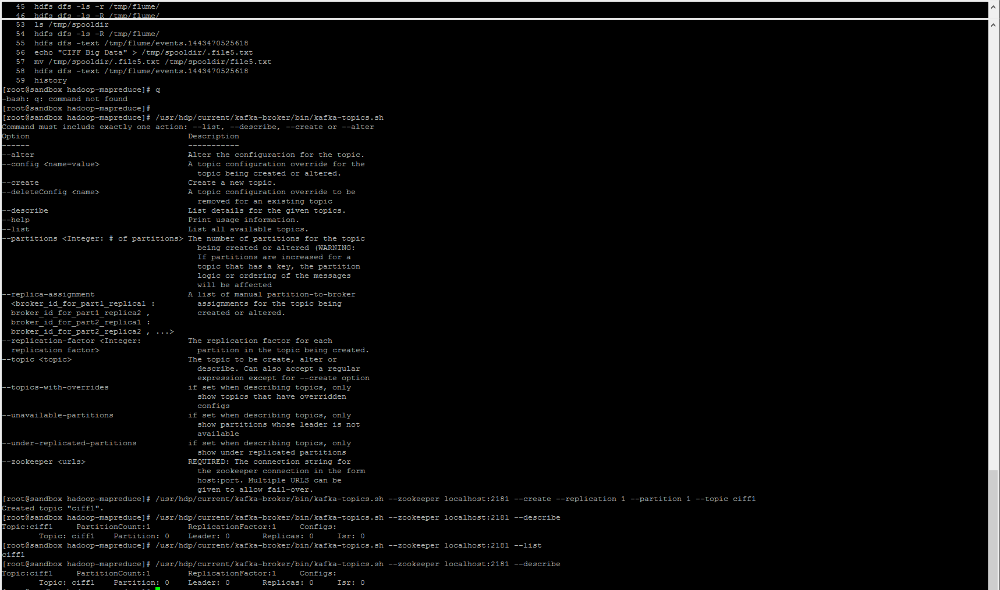 45  hdfs dfs -ls -r /tmp/flume/
   46  hdfs dfs -ls -R /tmp/flume/
   53  ls /tmp/spooldir
   54  hdfs dfs -ls -R /tmp/flume/
   55  hdfs dfs -text /tmp/flume/events.1443470525618
   56  echo "CIFF Big Data" > /tmp/spooldir/.file5.txt
   57  mv /tmp/spooldir/.file5.txt /tmp/spooldir/file5.txt
   58  hdfs dfs -text /tmp/flume/events.1443470525618
   59  history
[root@sandbox hadoop-mapreduce]# q
-bash: q: command not found
[root@sandbox hadoop-mapreduce]#
[root@sandbox hadoop-mapreduce]# /usr/hdp/current/kafka-broker/bin/kafka-topics.sh
Command must include exactly one action: --list, --describe, --create or --alter
Option                                  Description
------                                  -----------
--alter                                 Alter the configuration for the topic.
--config <name=value>                   A topic configuration override for the
                                          topic being created or altered.
--create                                Create a new topic.
--deleteConfig <name>                   A topic configuration override to be
                                          removed for an existing topic
--describe                              List details for the given topics.
--help                                  Print usage information.
--list                                  List all available topics.
--partitions <Integer: # of partitions> The number of partitions for the topic
                                          being created or altered (WARNING:
                                          If partitions are increased for a
                                          topic that has a key, the partition
                                          logic or ordering of the messages
                                          will be affected
--replica-assignment                    A list of manual partition-to-broker
  <broker_id_for_part1_replica1 :         assignments for the topic being
  broker_id_for_part1_replica2 ,          created or altered.
  broker_id_for_part2_replica1 :
  broker_id_for_part2_replica2 , ...>
--replication-factor <Integer:          The replication factor for each
  replication factor>                     partition in the topic being created.
--topic <topic>                         The topic to be create, alter or
                                          describe. Can also accept a regular
                                          expression except for --create option
--topics-with-overrides                 if set when describing topics, only
                                          show topics that have overridden
                                          configs
--unavailable-partitions                if set when describing topics, only
                                          show partitions whose leader is not
                                          available
--under-replicated-partitions           if set when describing topics, only
                                          show under replicated partitions
--zookeeper <urls>                      REQUIRED: The connection string for
                                          the zookeeper connection in the form
                                          host:port. Multiple URLS can be
                                          given to allow fail-over.
[root@sandbox hadoop-mapreduce]# /usr/hdp/current/kafka-broker/bin/kafka-topics.sh --zookeeper localhost:2181 --create --replication 1 --partition 1 --topic ciff1
Created topic "ciff1".
[root@sandbox hadoop-mapreduce]# /usr/hdp/current/kafka-broker/bin/kafka-topics.sh --zookeeper localhost:2181 --describe
Topic:ciff1     PartitionCount:1        ReplicationFactor:1     Configs:
        Topic: ciff1    Partition: 0    Leader: 0       Replicas: 0     Isr: 0
[root@sandbox hadoop-mapreduce]# /usr/hdp/current/kafka-broker/bin/kafka-topics.sh --zookeeper localhost:2181 --list
ciff1
[root@sandbox hadoop-mapreduce]# /usr/hdp/current/kafka-broker/bin/kafka-topics.sh --zookeeper localhost:2181 --describe
Topic:ciff1     PartitionCount:1        ReplicationFactor:1     Configs:
        Topic: ciff1    Partition: 0    Leader: 0       Replicas: 0     Isr: 0